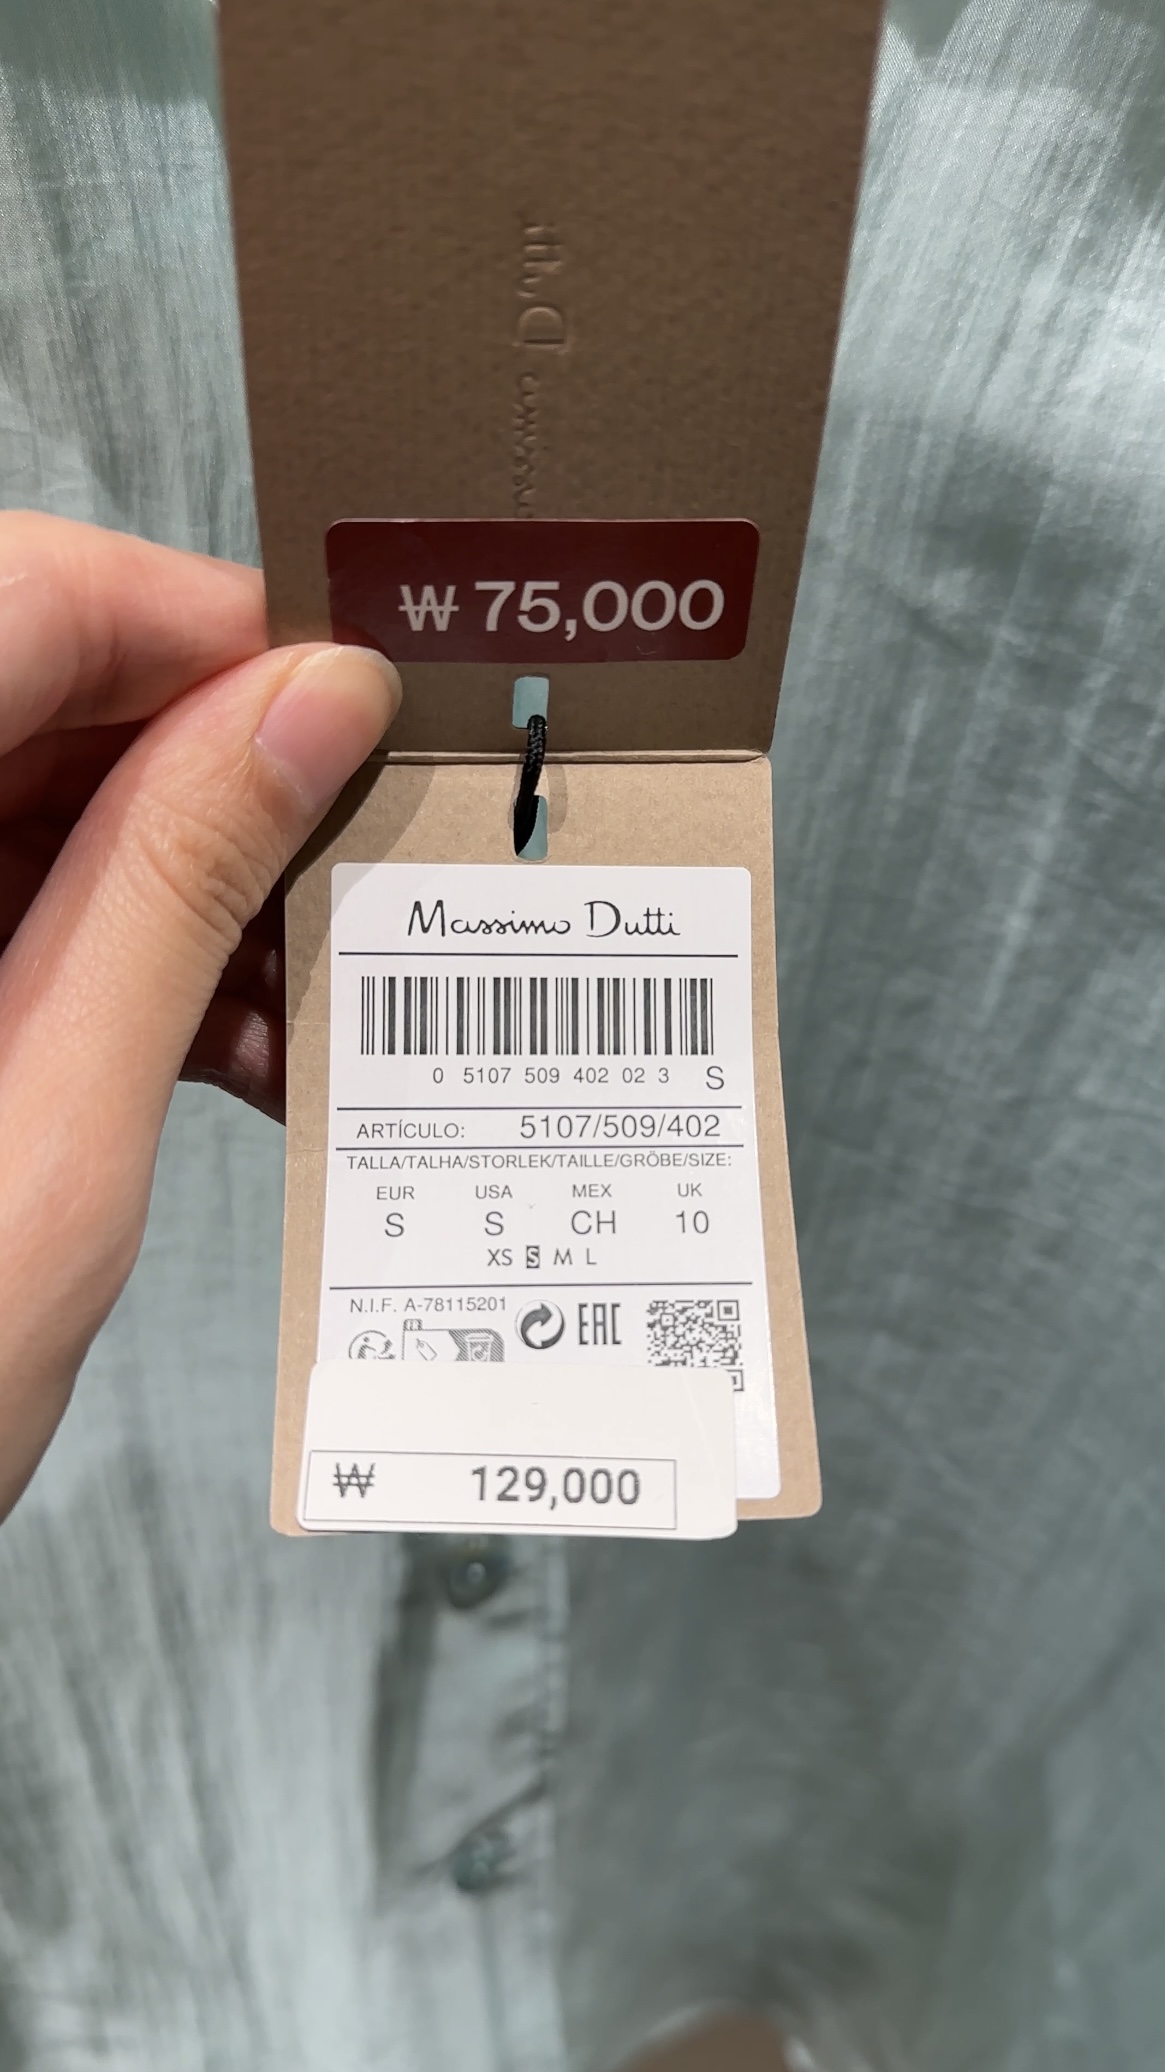 ₩ 75,000
Massimo Dutti
0 5107 509 402 02 3 S
ARTÍCULO: 5107/509/402
TALLA/TALHA/STORLEK/TAILLE/GRÖBE/SIZE:
EUR USA MEX UK
S S CH 10
XS S M L
N.I.F. A-78115201
FR
EAC
₩ 129,000